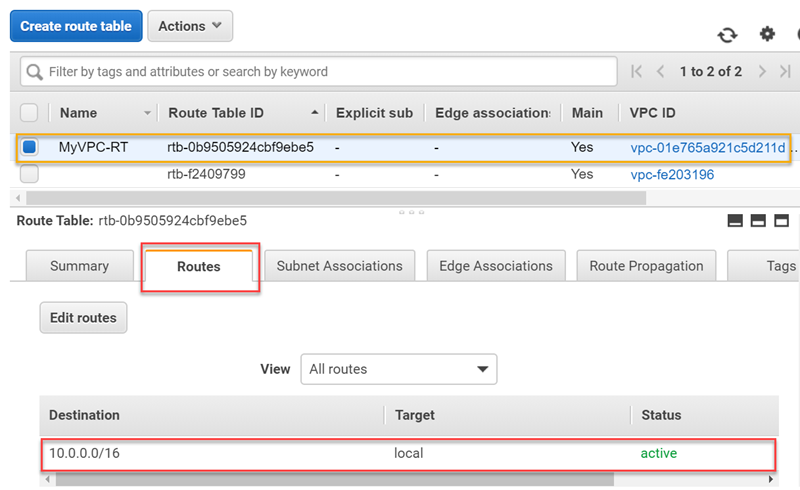 Create route table Actions
Filter by tags and attributes or search by keyword 1 to 2 of 2
Name Route Table ID Explicit sub Edge association Main VPC ID
MyVPC-RT rtb-0b9505924cbf9ebe5 - - Yes vpc-01e765a921c5d211d ...
rtb-f2409799 - - Yes vpc-fe203196
Route Table: rtb-0b9505924cbf9ebe5
Summary Routes Subnet Associations Edge Associations Route Propagation Tags
Edit routes
View All routes
Destination Target Status
10.0.0.0/16 local active